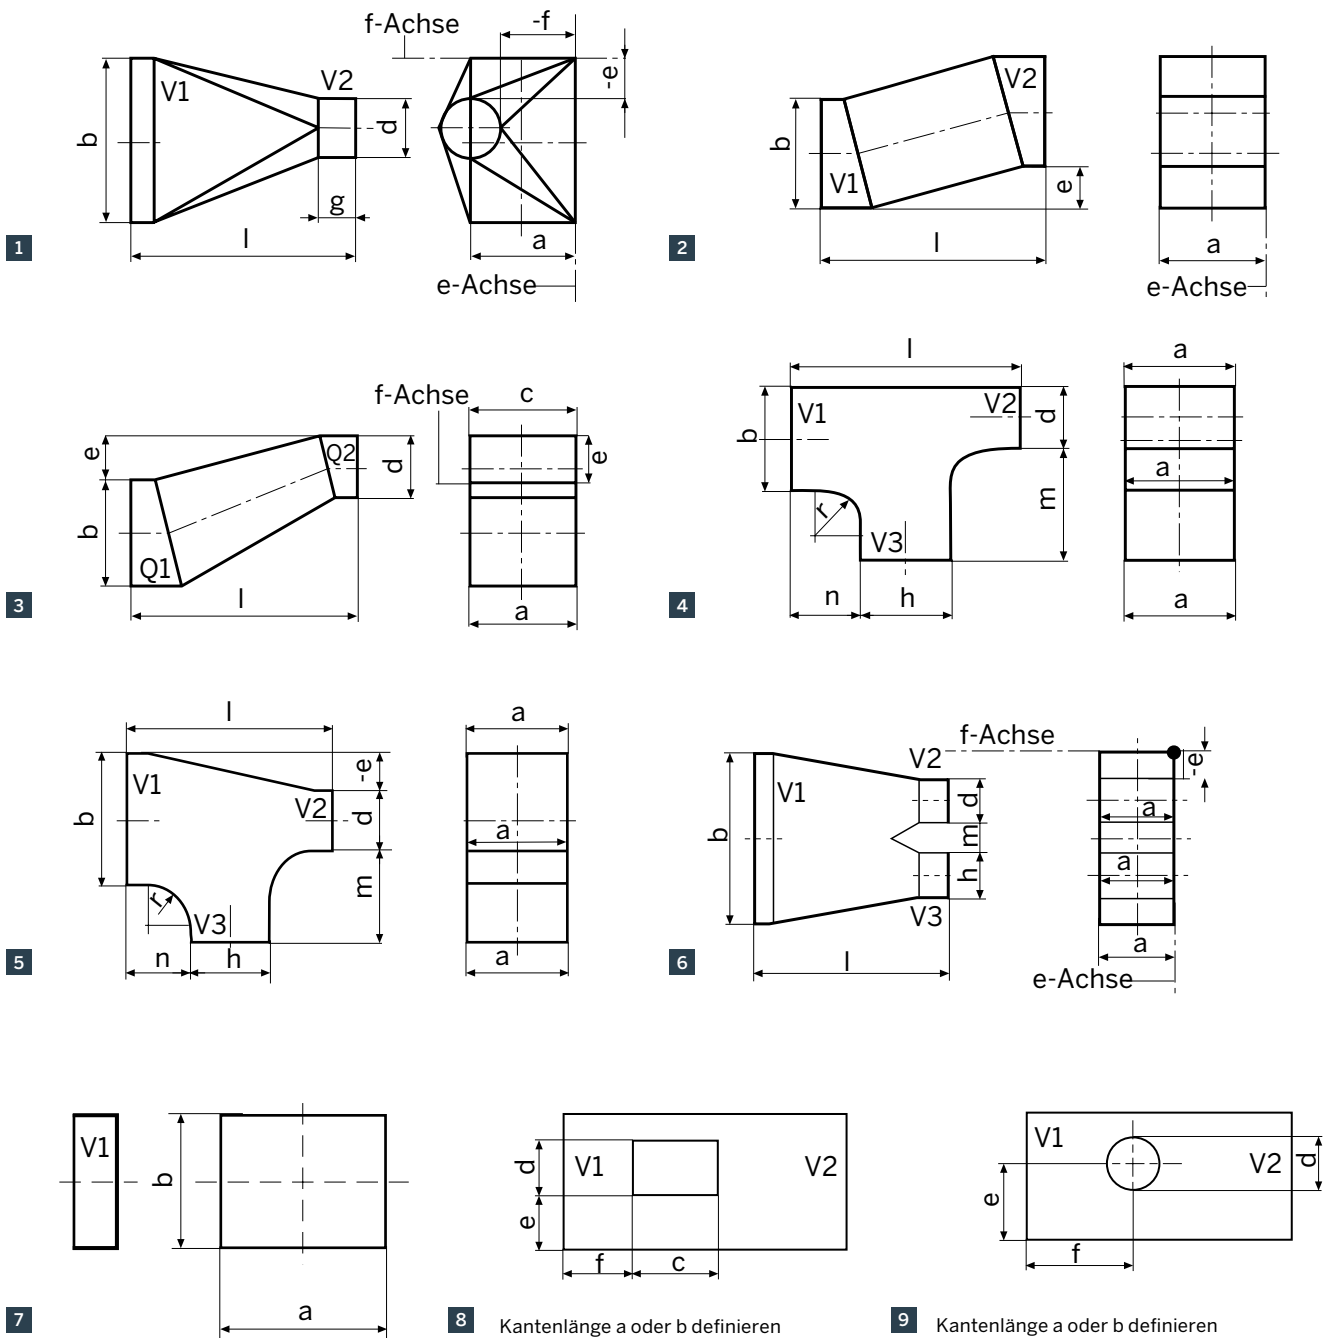 f-Achse
-f
-e
V1
V2
b
d
g
l
a
e-Achse
1
V2
V1
b
e
l
a
e-Achse
2
f-Achse
c
e
Q2
d
e
b
Q1
l
a
3
l
a
V1
V2
b
d
a
m
r
V3
n
h
a
4
l
a
-e
V1
V2
b
d
a
m
r
V3
n
h
a
5
f-Achse
V2
-e
V1
d
a
b
m
a
h
V3
l
a
e-Achse
6
V1
b
a
7
V1
V2
d
e
f
c
8
Kantenlänge a oder b definieren
V1
V2
d
e
f
9
Kantenlänge a oder b definieren